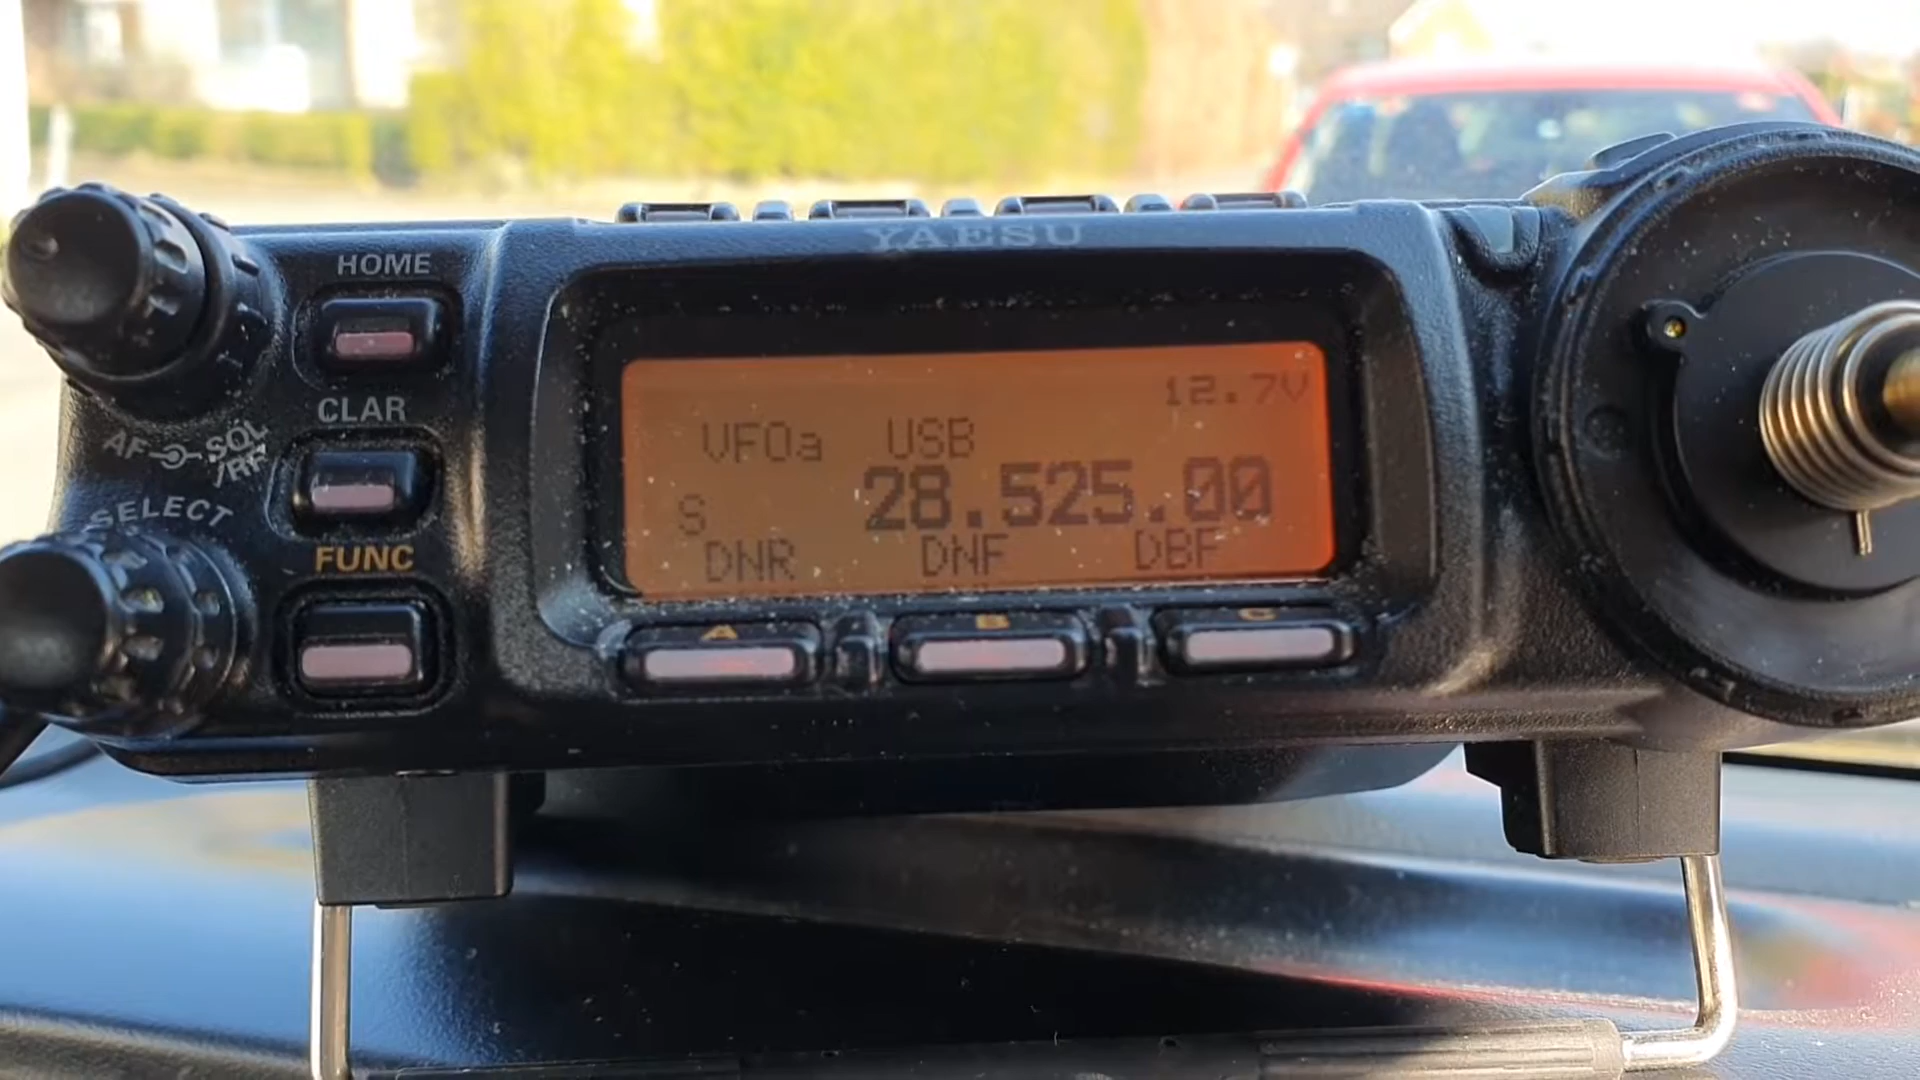 YAESU
HOME
CLAR
AF SQL
/RF
SELECT
FUNC
12.7V
VFOa USB
28.525.00
S
DNR DNF DBF
A B C